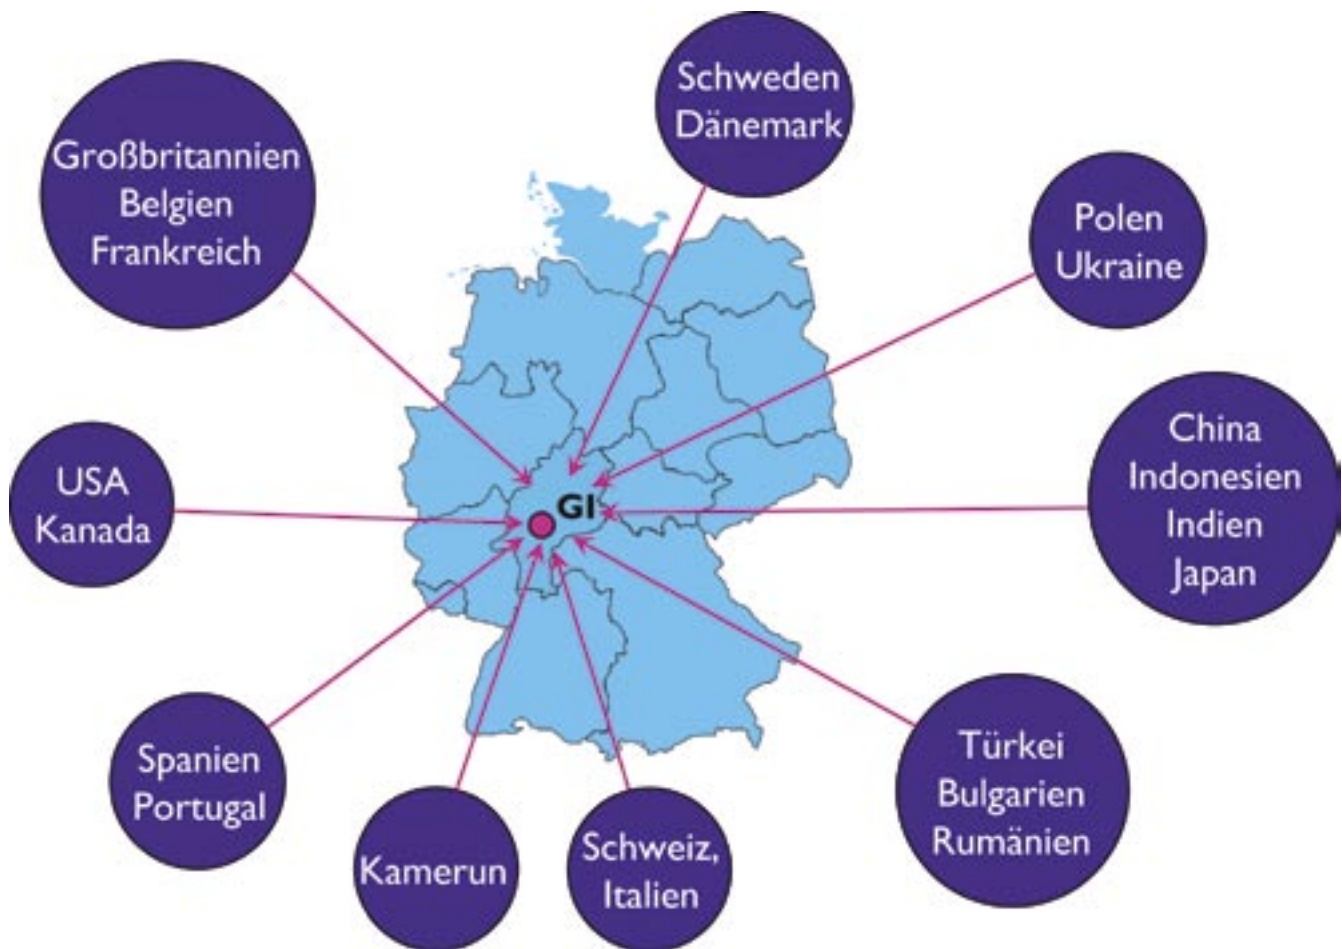 Schweden
Dänemark
Großbritannien
Belgien
Frankreich
Polen
Ukraine
China
Indonesien
Indien
Japan
USA
Kanada
GI
Türkei
Bulgarien
Rumänien
Spanien
Portugal
Kamerun
Schweiz,
Italien